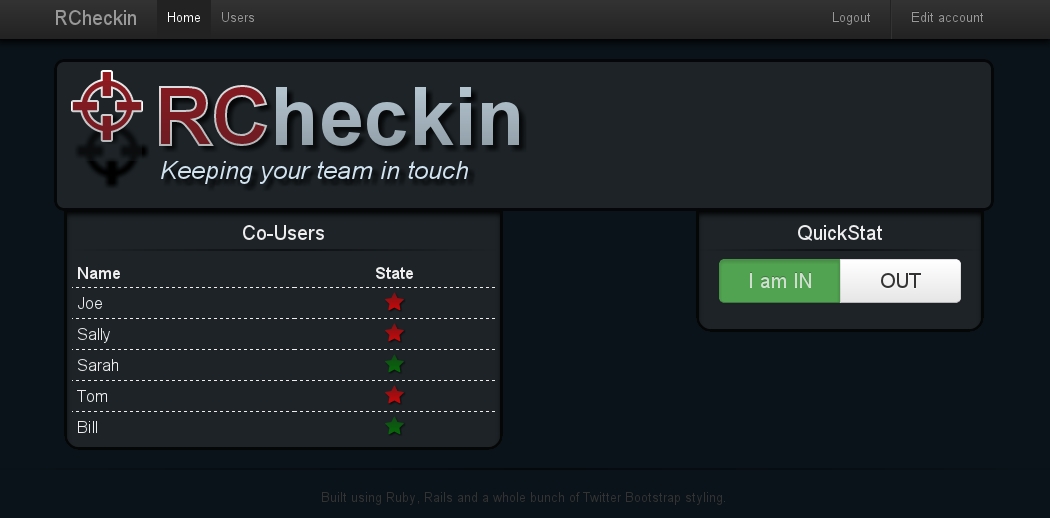 RCheckin Home Users Logout Edit account
RCheckin
Keeping your team in touch
Co-Users
Name State
Joe
Sally
Sarah
Tom
Bill
QuickStat
I am IN OUT
Built using Ruby, Rails and a whole bunch of Twitter Bootstrap styling.